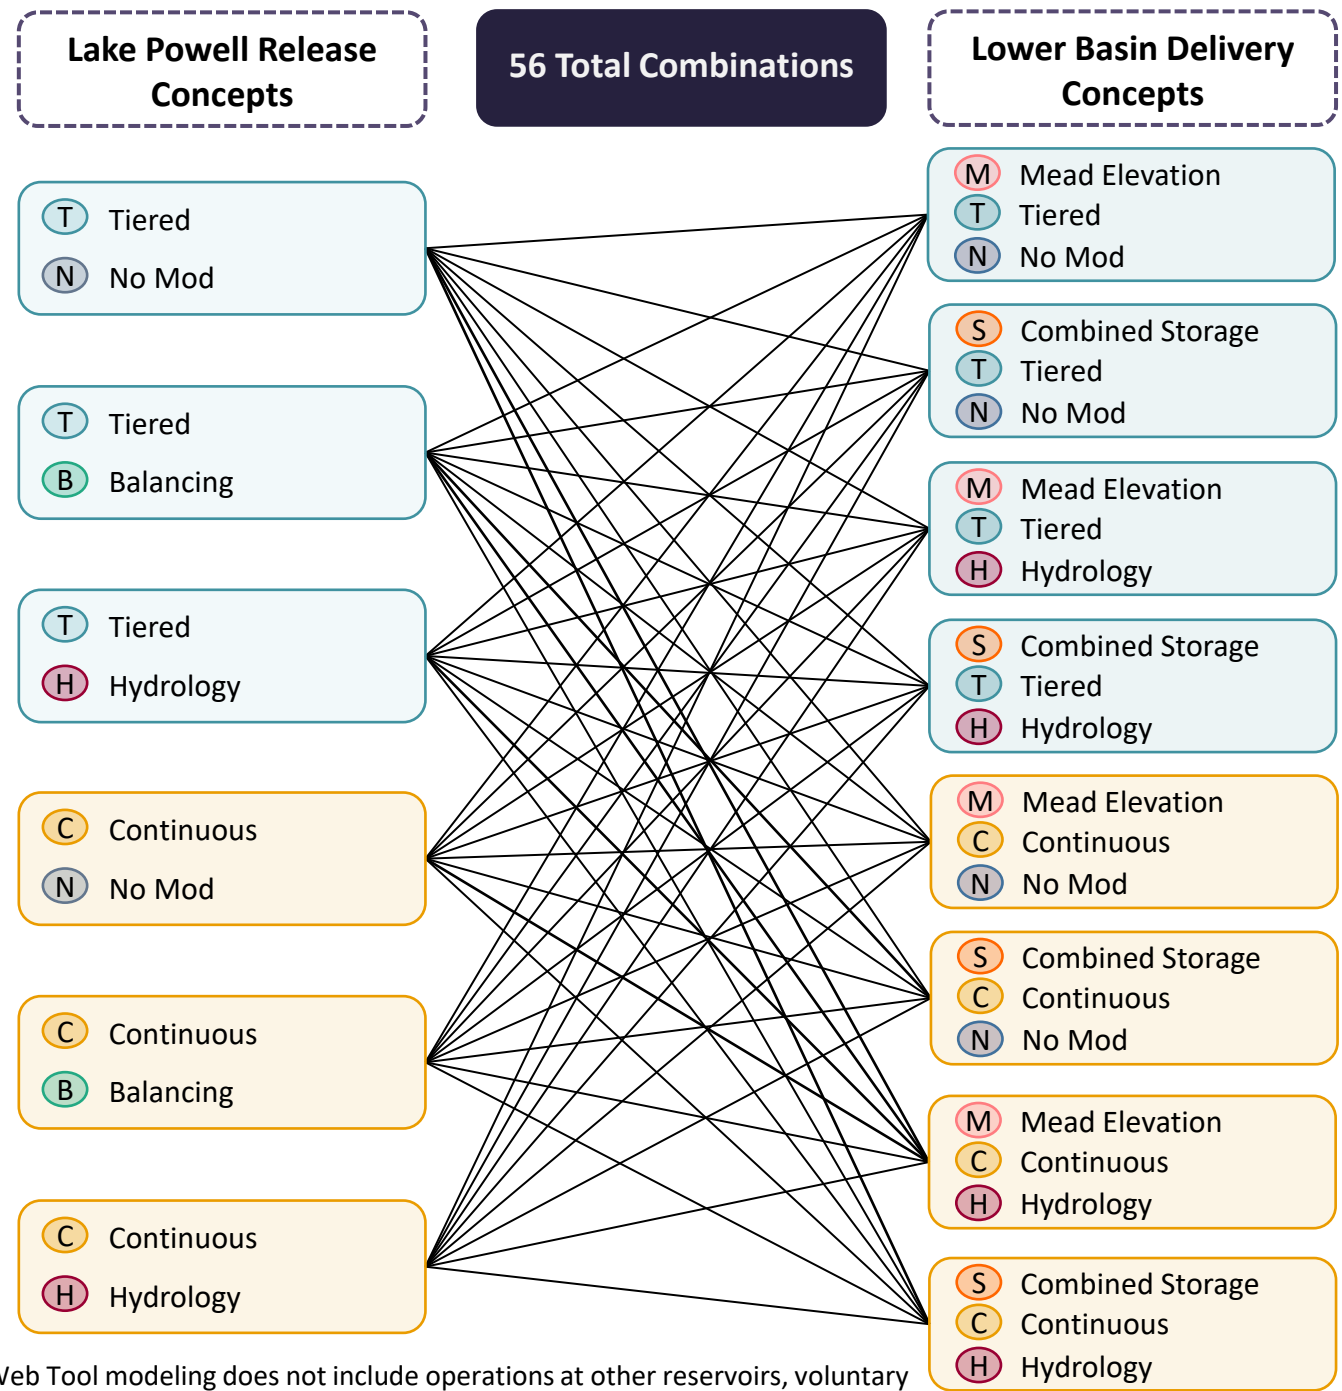 Lake Powell Release
Concepts
56 Total Combinations
Lower Basin Delivery
Concepts
T Tiered
N No Mod
T Tiered
B Balancing
T Tiered
H Hydrology
C Continuous
N No Mod
C Continuous
B Balancing
C Continuous
H Hydrology
M Mead Elevation
T Tiered
N No Mod
S Combined Storage
T Tiered
N No Mod
M Mead Elevation
T Tiered
H Hydrology
S Combined Storage
T Tiered
H Hydrology
M Mead Elevation
C Continuous
N No Mod
S Combined Storage
C Continuous
N No Mod
M Mead Elevation
C Continuous
H Hydrology
S Combined Storage
C Continuous
H Hydrology
Web Tool modeling does not include operations at other reservoirs, voluntary